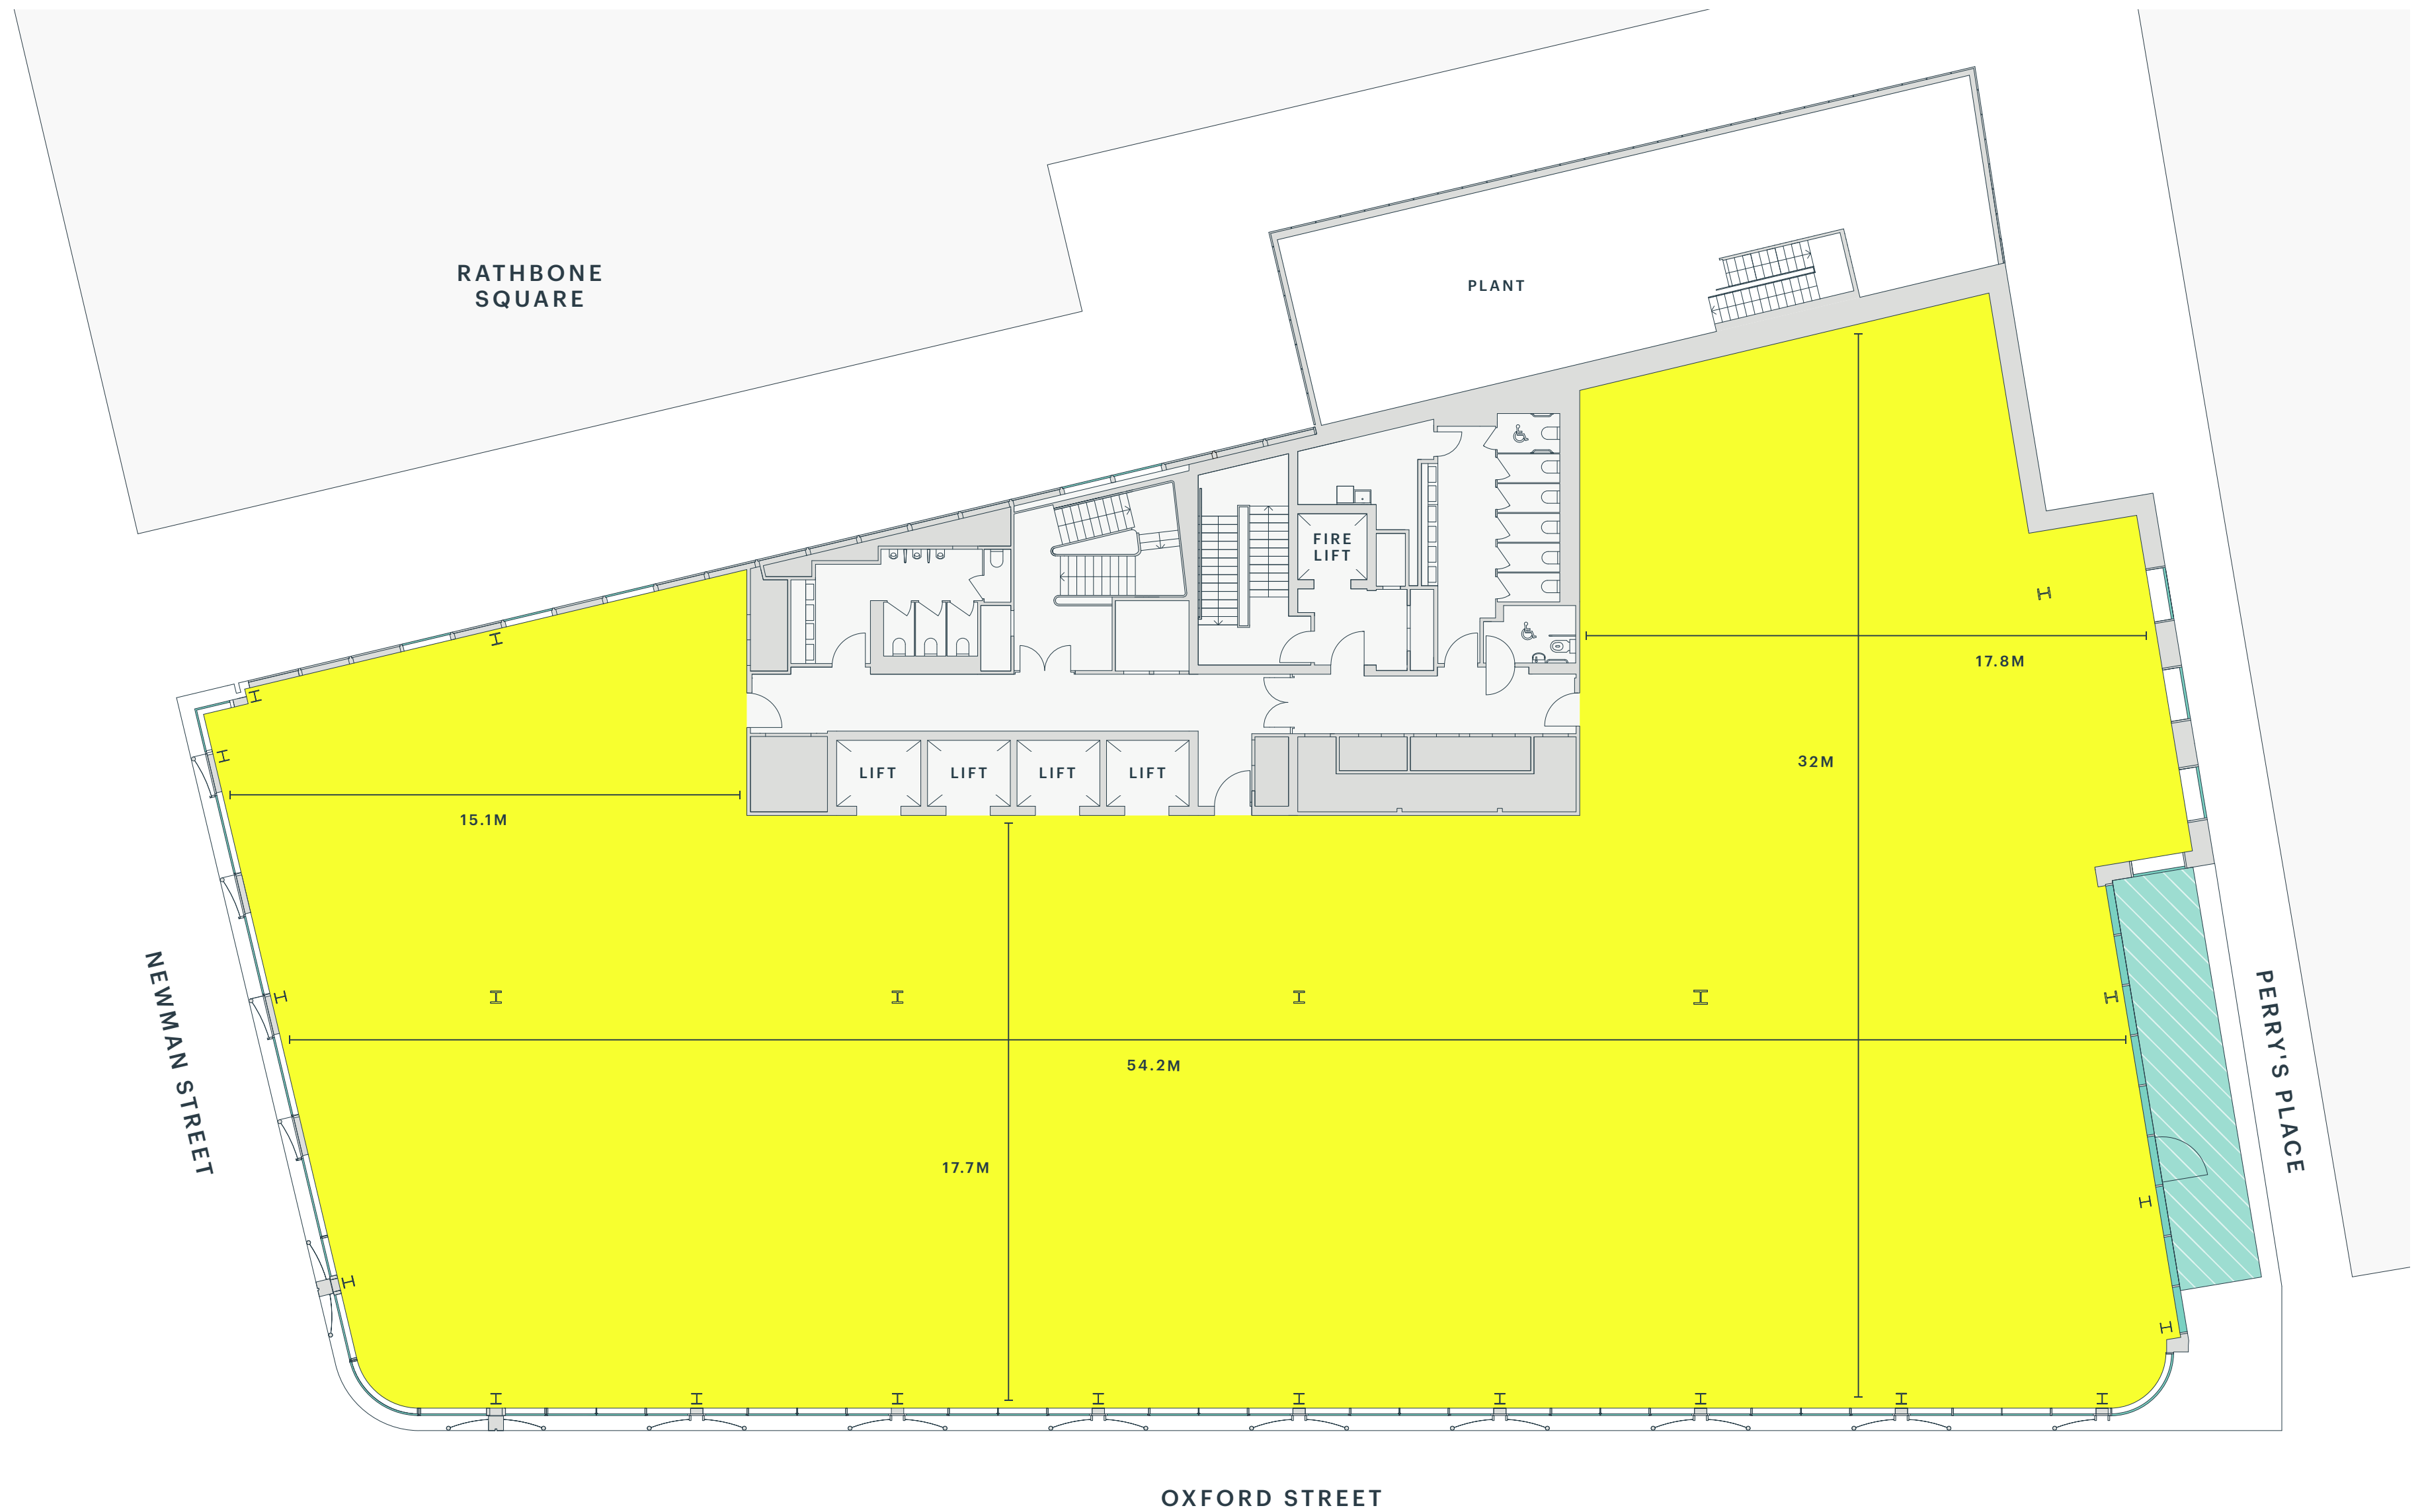 RATHBONE
SQUARE
PLANT
FIRE
LIFT
17.8M
32M
LIFT
LIFT
LIFT
LIFT
15.1M
NEWMAN STREET
PERRY'S PLACE
54.2M
17.7M
OXFORD STREET